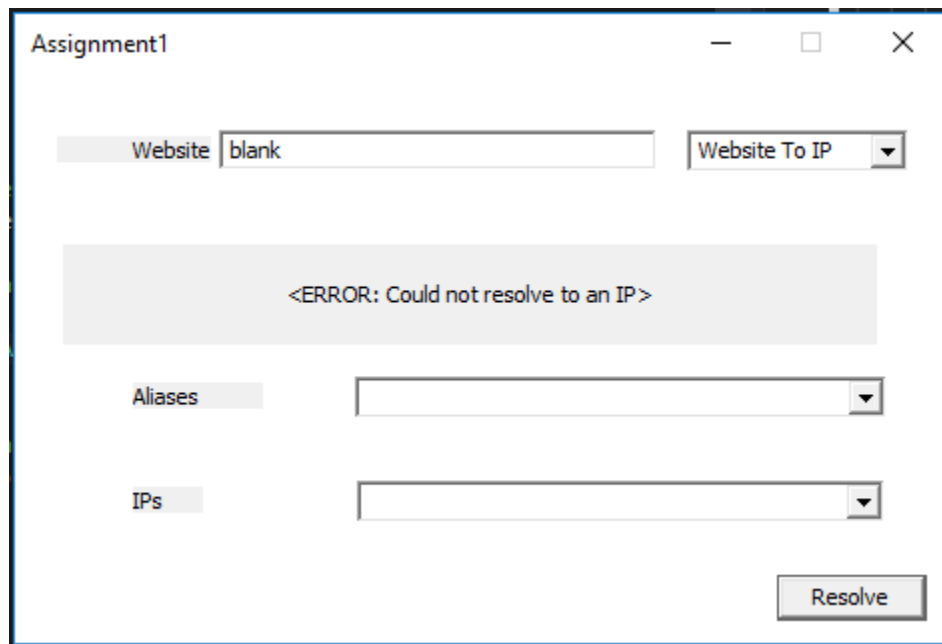 Assignment1
Website blank Website To IP
<ERROR: Could not resolve to an IP>
Aliases
IPs
Resolve